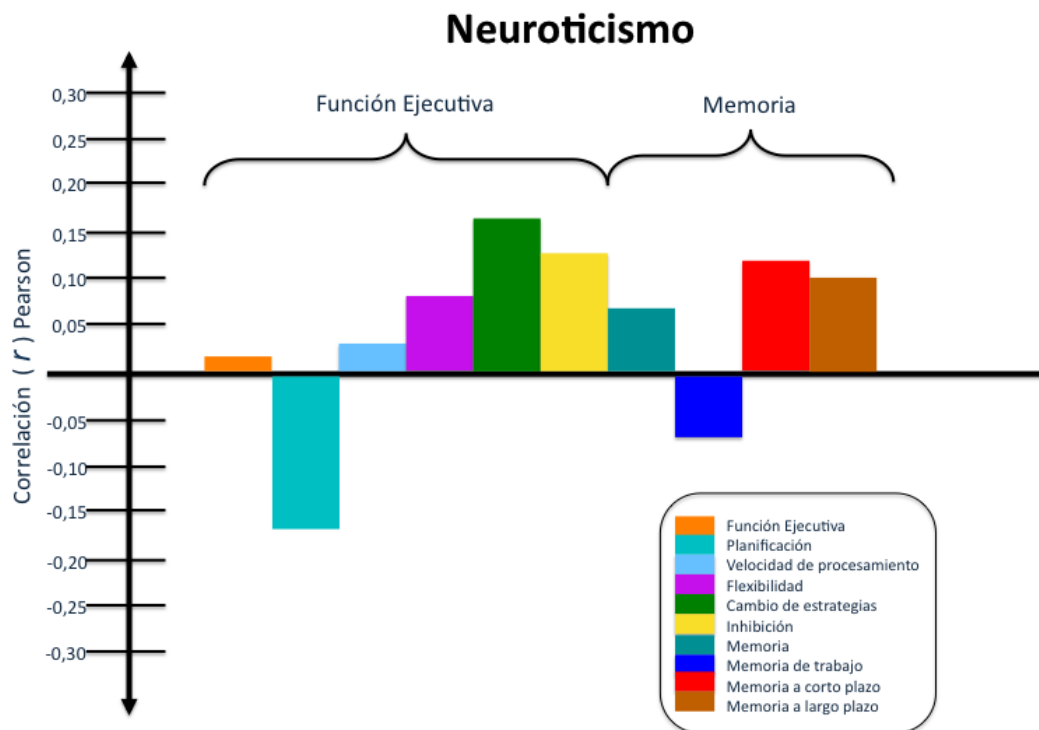 Neuroticismo
Función Ejecutiva
Memoria
0,30
0,25
0,20
0,15
0,10
0,05
-0,05
-0,10
-0,15
-0,20
-0,25
-0,30
Correlación ( r ) Pearson
Función Ejecutiva
Planificación
Velocidad de procesamiento
Flexibilidad
Cambio de estrategias
Inhibición
Memoria
Memoria de trabajo
Memoria a corto plazo
Memoria a largo plazo